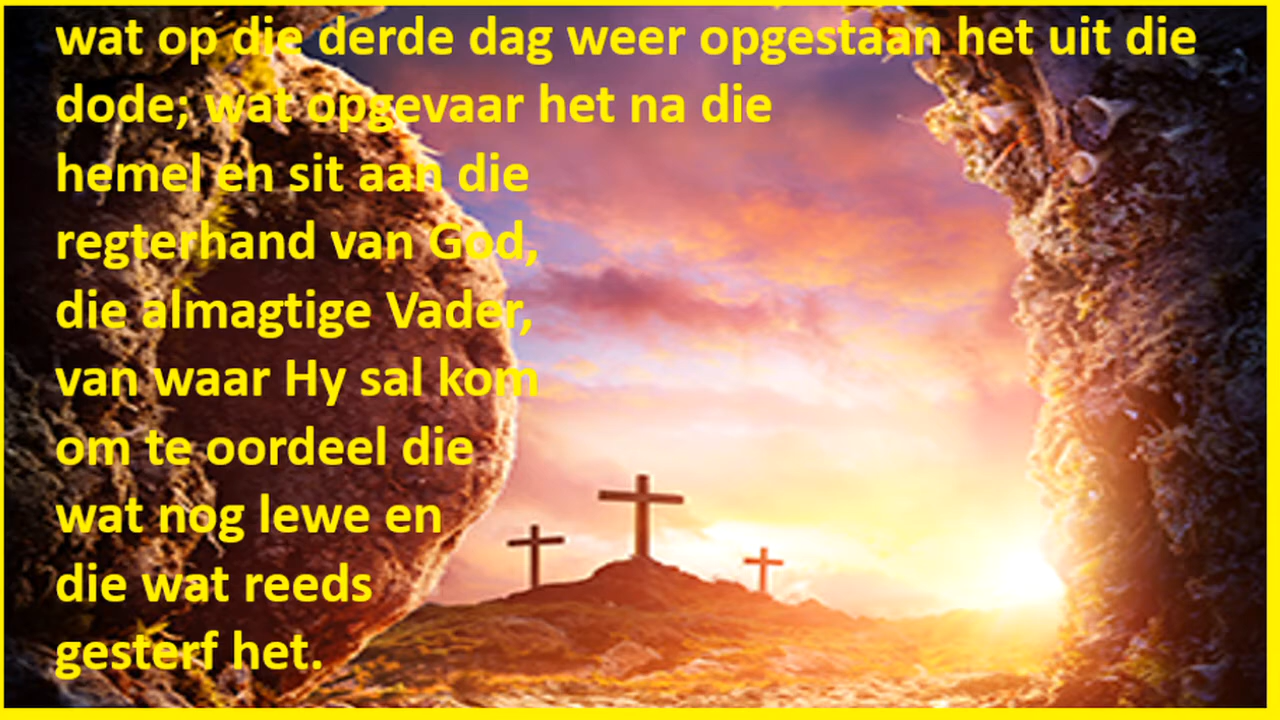 wat op die derde dag weer opgestaan het uit die
dode; wat opgevaar het na die
hemel en sit aan die
regterhand van God,
die almagtige Vader,
van waar Hy sal kom
om te oordeel die
wat nog lewe en
die wat reeds
gesterf het.